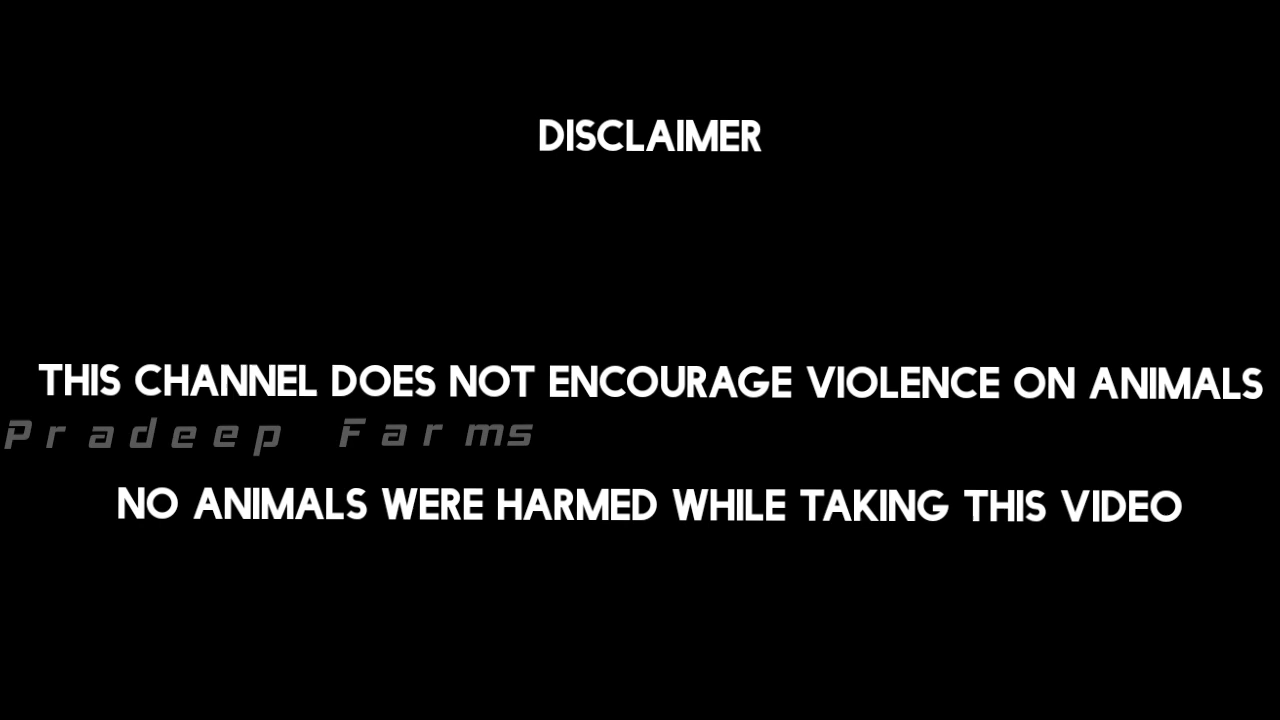 DISCLAIMER
THIS CHANNEL DOES NOT ENCOURAGE VIOLENCE ON ANIMALS
Pradeep Farms
NO ANIMALS WERE HARMED WHILE TAKING THIS VIDEO